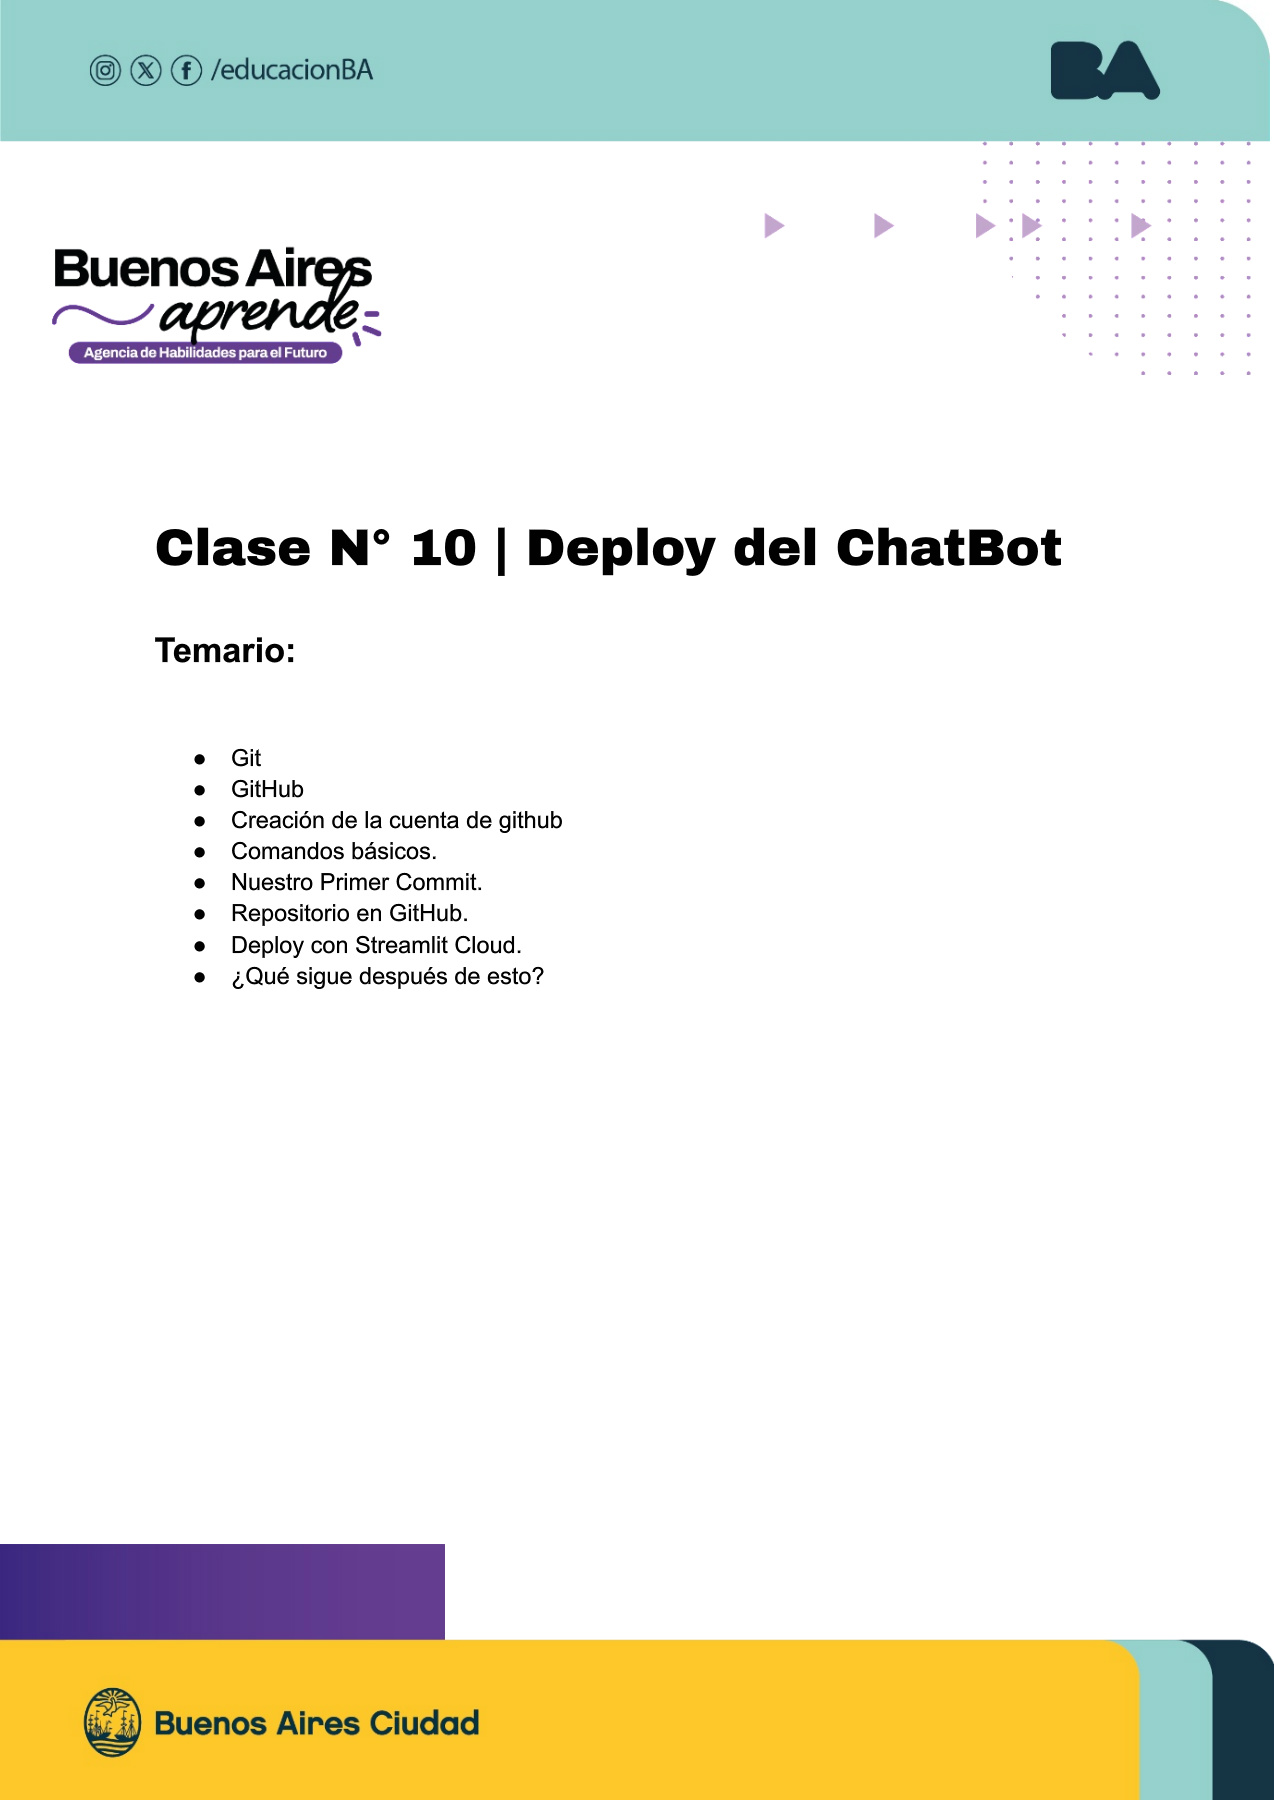 /educacionBA
BA
Buenos Aires
aprende
Agencia de Habilidades para el Futuro
Clase N° 10 | Deploy del ChatBot
Temario:
● Git
● GitHub
● Creación de la cuenta de github
● Comandos básicos.
● Nuestro Primer Commit.
● Repositorio en GitHub.
● Deploy con Streamlit Cloud.
● ¿Qué sigue después de esto?
Buenos Aires Ciudad